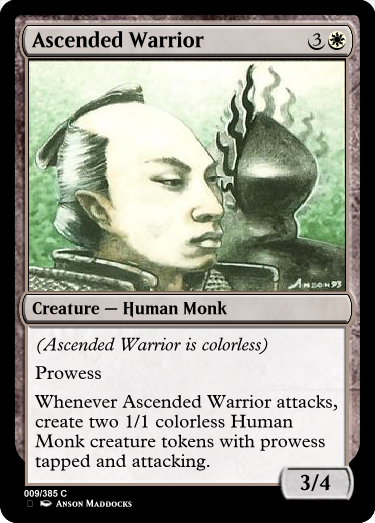 Ascended Warrior 3
ANSON93
Creature — Human Monk
(Ascended Warrior is colorless)
Prowess
Whenever Ascended Warrior attacks,
create two 1/1 colorless Human
Monk creature tokens with prowess
tapped and attacking.
3/4
009/385 C
Anson Maddocks